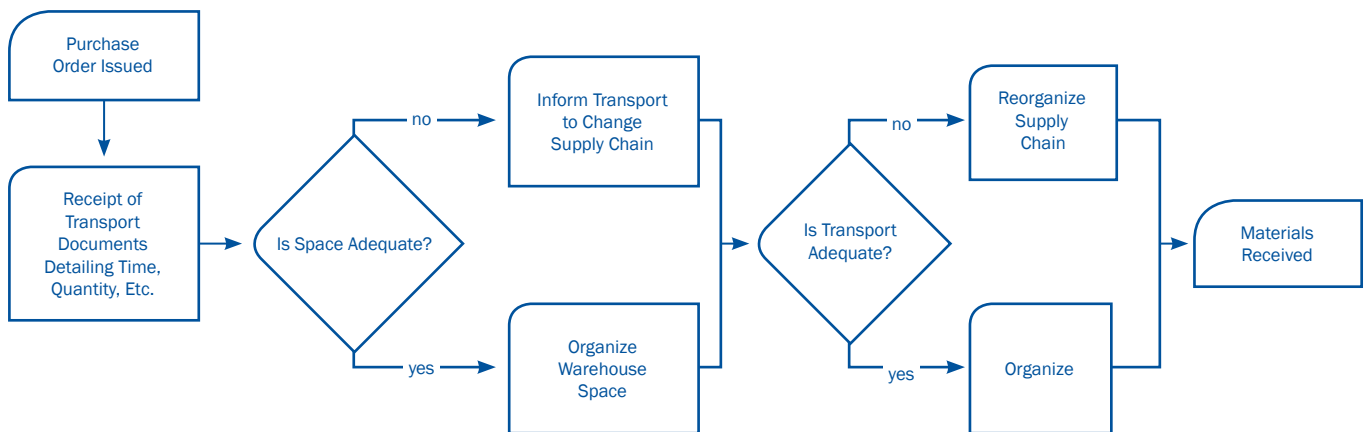 Purchase
Order Issued
Receipt of
Transport
Documents
Detailing Time,
Quantity, Etc.
Is Space Adequate?
no
yes
Inform Transport
to Change
Supply Chain
Organize
Warehouse
Space
Is Transport
Adequate?
no
yes
Reorganize
Supply
Chain
Organize
Materials
Received